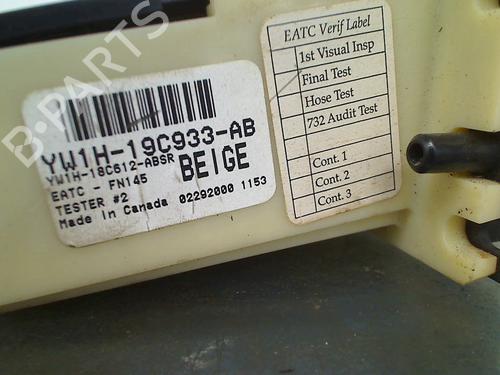 EATC Verif Label
1st Visual Insp
Final Test
Hose Test
732 Audit Test
Cont. 1
Cont. 2
Cont. 3
YW1H-19C933-AB
YW1H-18C612-ABSR
BEIGE
EATC - FN145
TESTER #2
Made In Canada 02292000 1153
B-PARTS